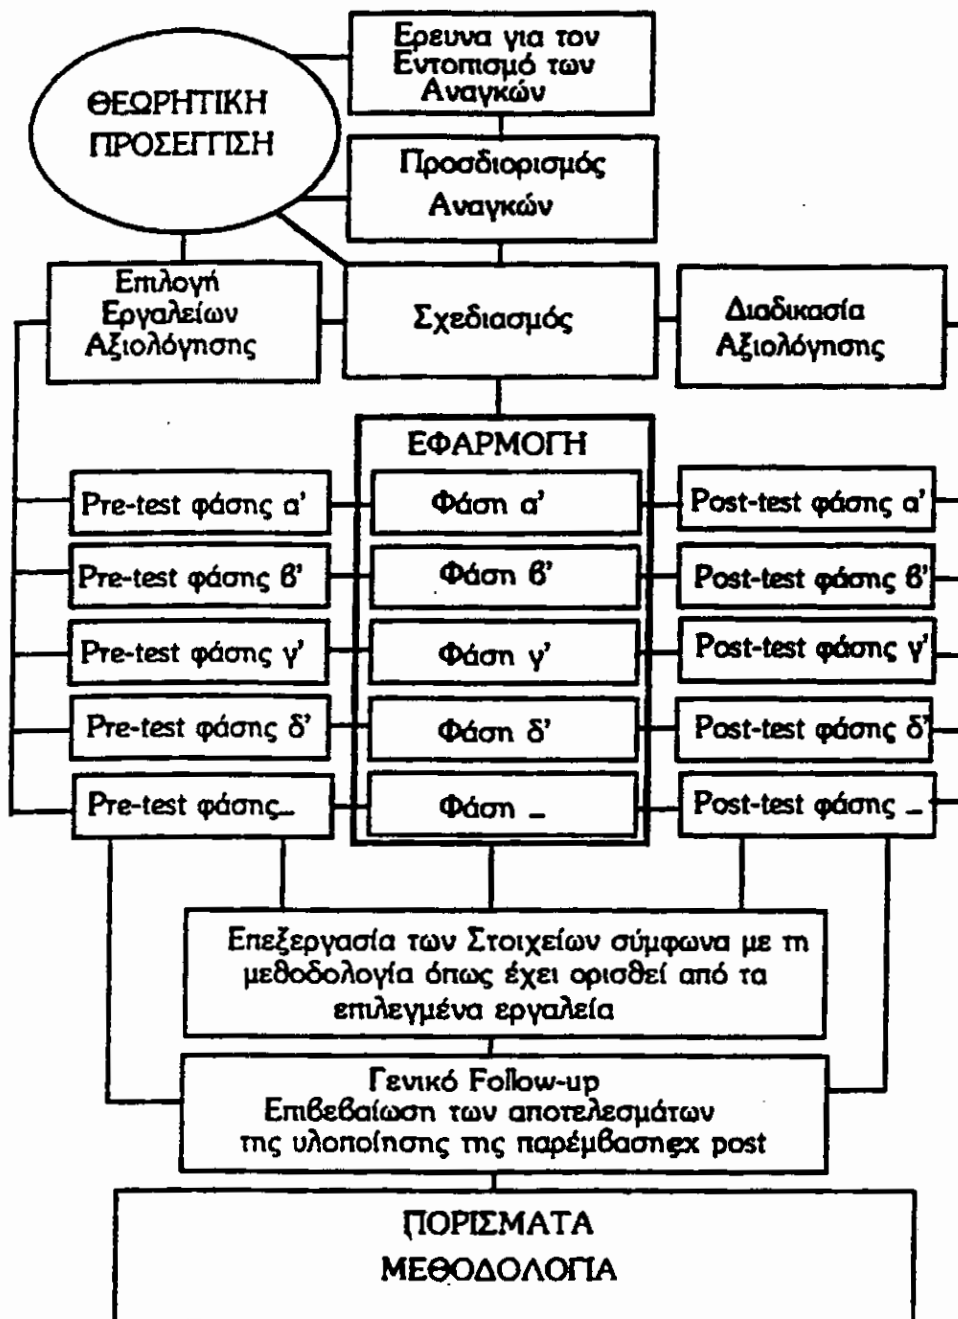 Ερευνα για τον
Εντοπισμό των
Αναγκών
ΘΕΩΡΗΤΙΚΗ
ΠΡΟΣΕΓΓΙΣΗ
Προσδιορισμός
Αναγκών
Επιλογή
Εργαλείων
Αξιολόγησης
Σχεδιασμός
Διαδικασία
Αξιολόγησης
ΕΦΑΡΜΟΓΗ
Pre-test φάσης α'
Φάση α'
Post-test φάσης α'
Pre-test φάσης β'
Φάση β'
Post-test φάσης β'
Pre-test φάσης γ'
Φάση γ'
Post-test φάσης γ'
Pre-test φάσης δ'
Φάση δ'
Post-test φάσης δ'
Pre-test φάσης_
Φάση _
Post-test φάσης _
Επεξεργασία των Στοιχείων σύμφωνα με τη
μεθοδολογία όπως έχει ορισθεί από τα
επιλεγμένα εργαλεία
Γενικό Follow-up
Επιβεβαίωση των αποτελεσμάτων
της υλοποίησης της παρέμβασηςex post
ΠΟΡΙΣΜΑΤΑ
ΜΕΘΟΔΟΛΟΓΙΑ